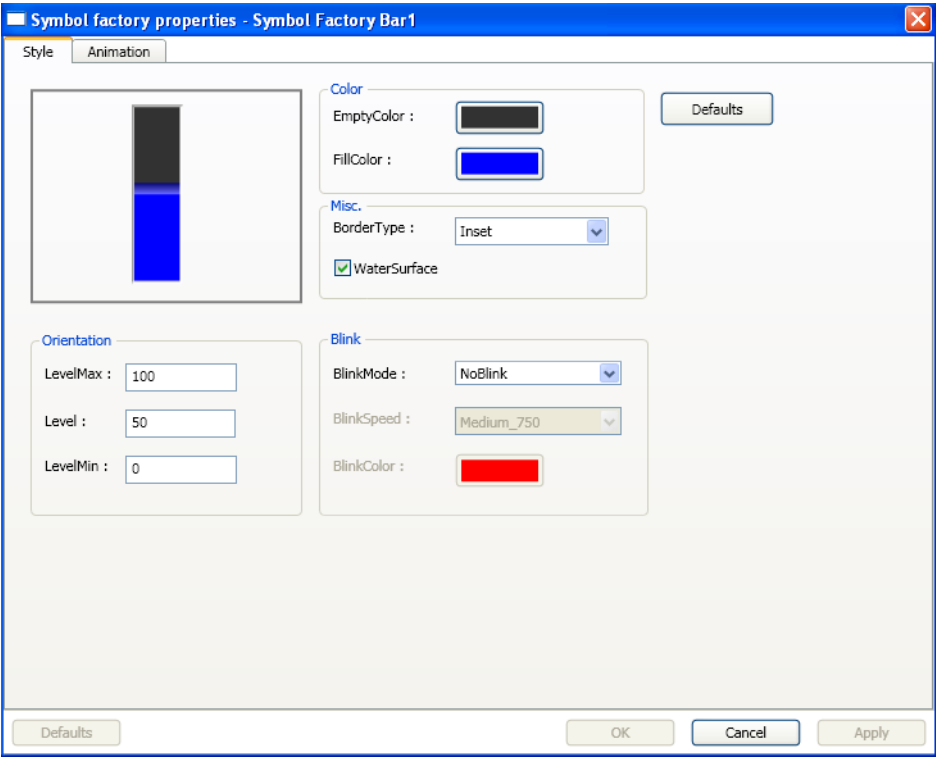 Symbol factory properties - Symbol Factory Bar1
Style Animation
Color
EmptyColor :
FillColor :
Defaults
Misc.
BorderType : Inset
WaterSurface
Orientation
LevelMax : 100
Level : 50
LevelMin : 0
Blink
BlinkMode : NoBlink
BlinkSpeed : Medium_750
BlinkColor :
Defaults OK Cancel Apply